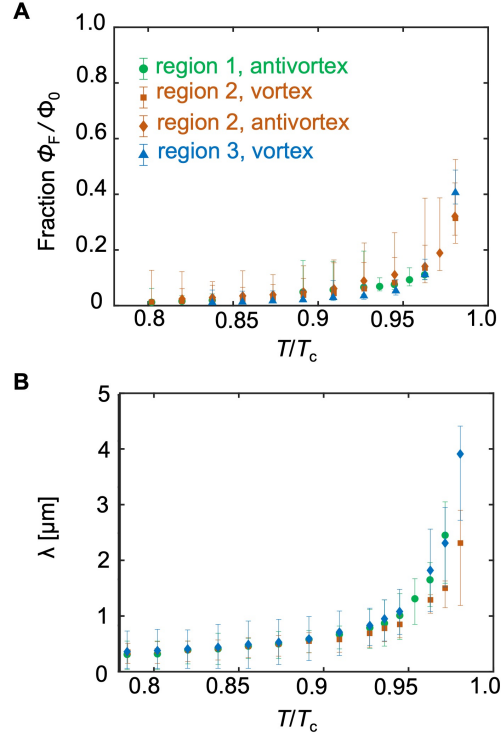 A
1.0
0.8
0.6
0.4
0.2
0
Fraction Φ_F / Φ_0
region 1, antivortex
region 2, vortex
region 2, antivortex
region 3, vortex
0.8 0.85 0.9 0.95 1.0
T/T_c
B
5
4
3
2
1
0
λ [µm]
0.8 0.85 0.9 0.95 1.0
T/T_c